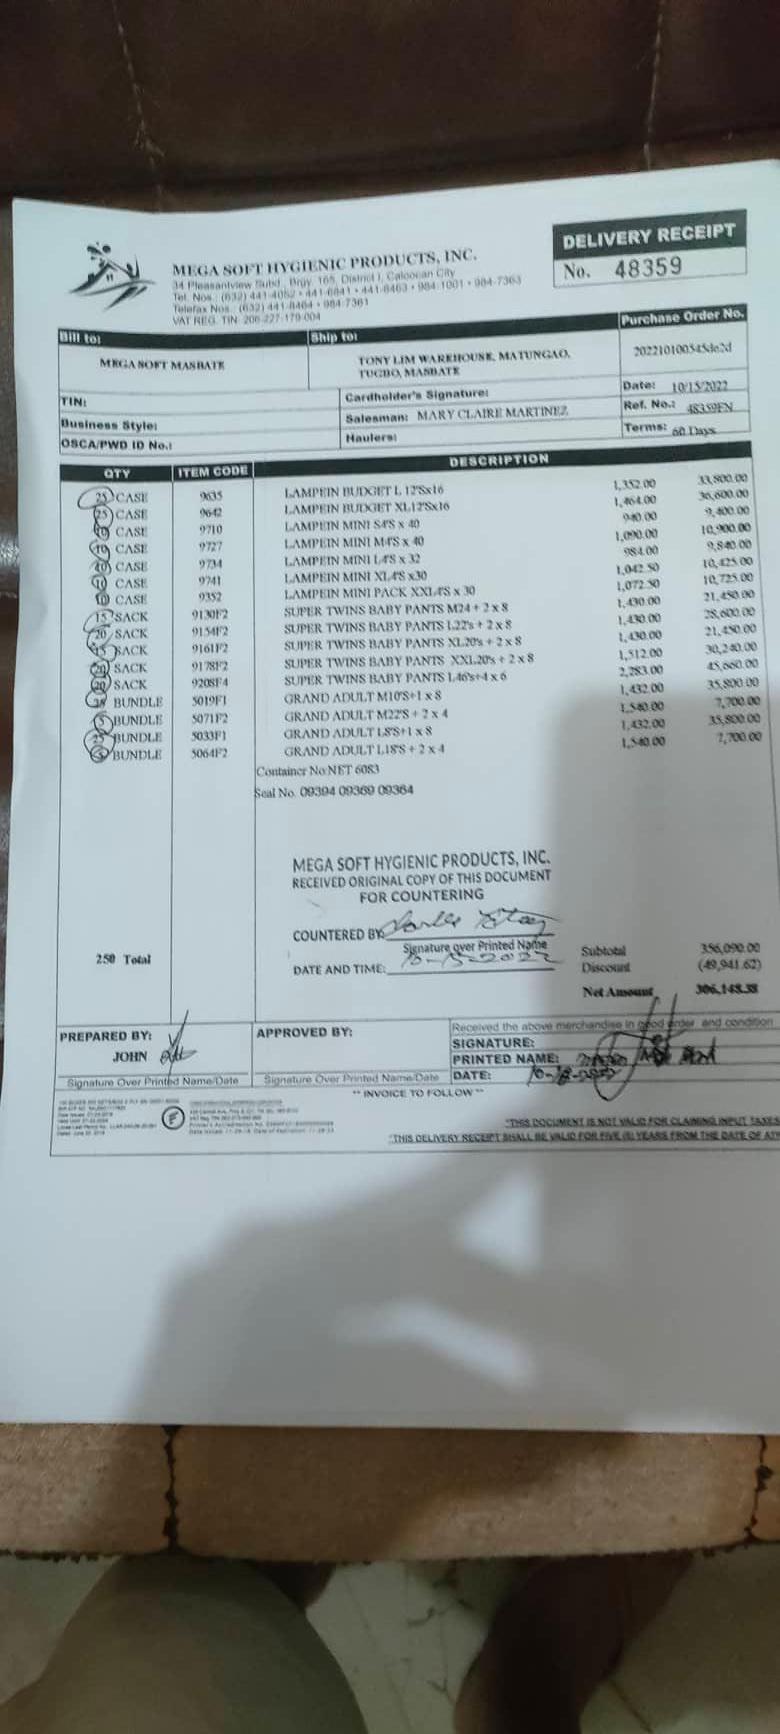 DELIVERY RECEIPT
No. 48359
MEGA SOFT HYGIENIC PRODUCTS, INC.
34 Pleasantview Subd., Brgy. 165, District I, Caloocan City
Tel. Nos.: (632) 441-4052 • 441-6841 • 441-8463 • 984-1001 • 984-7363
Telefax Nos.: (632) 441-8464 • 984-7361
VAT REG. TIN: 206-227-179-004
Bill to: Ship to: Purchase Order No.
MEGA SOFT MASBATE TONY LIM WAREHOUSE, MATUNGAO, TUGBO, MASBATE
TIN: Cardholder's Signature: Date: 10/15/2022
Business Style: Salesman: MARY CLAIRE MARTINEZ Ref. No.: 48359FN
OSCA/PWD ID No.: Haulers: Terms: 60 Days
QTY ITEM CODE DESCRIPTION
25 CASE 9635 LAMPEIN BUDGET L 12'Sx16 1,352.00 33,800.00
25 CASE 9642 LAMPEIN BUDGET XL12'Sx16 1,464.00 36,600.00
10 CASE 9710 LAMPEIN MINI S4'S x 40 940.00 9,400.00
10 CASE 9727 LAMPEIN MINI M4'S x 40 1,090.00 10,900.00
10 CASE 9734 LAMPEIN MINI L4'S x 32 984.00 9,840.00
10 CASE 9741 LAMPEIN MINI XL4'S x30 1,042.50 10,425.00
10 CASE 9352 LAMPEIN MINI PACK XXL4'S x 30 1,072.50 10,725.00
15 SACK 9130F2 SUPER TWINS BABY PANTS M24 + 2 x 8 1,430.00 21,450.00
20 SACK 9154F2 SUPER TWINS BABY PANTS L22's + 2 x 8 1,430.00 28,600.00
15 SACK 9161F2 SUPER TWINS BABY PANTS XL20's + 2 x 8 1,430.00 21,450.00
20 SACK 9178F2 SUPER TWINS BABY PANTS XXL20's + 2 x 8 1,512.00 30,240.00
20 SACK 9208F4 SUPER TWINS BABY PANTS L46's+4 x 6 2,283.00 45,660.00
25 BUNDLE 5019F1 GRAND ADULT M10'S+1 x 8 1,432.00 35,800.00
5 BUNDLE 5071F2 GRAND ADULT M22'S + 2 x 4 1,540.00 7,700.00
25 BUNDLE 5033F1 GRAND ADULT L8'S+1 x 8 1,432.00 35,800.00
5 BUNDLE 5064F2 GRAND ADULT L18'S + 2 x 4 1,540.00 7,700.00
Container No:NET 6083
Seal No. 09394 09369 09364
MEGA SOFT HYGIENIC PRODUCTS, INC.
RECEIVED ORIGINAL COPY OF THIS DOCUMENT
FOR COUNTERING
COUNTERED BY:
Signature over Printed Name
DATE AND TIME: 10-15-2022
250 Total
Subtotal 356,090.00
Discount (49,941.62)
Net Amount 306,148.38
PREPARED BY: APPROVED BY: Received the above merchandise in good order and condition
SIGNATURE:
JOHN PRINTED NAME:
Signature Over Printed Name/Date Signature Over Printed Name/Date DATE:
** INVOICE TO FOLLOW **
"THIS DOCUMENT IS NOT VALID FOR CLAIMING INPUT TAXES
"THIS DELIVERY RECEIPT SHALL BE VALID FOR FIVE (5) YEARS FROM THE DATE OF